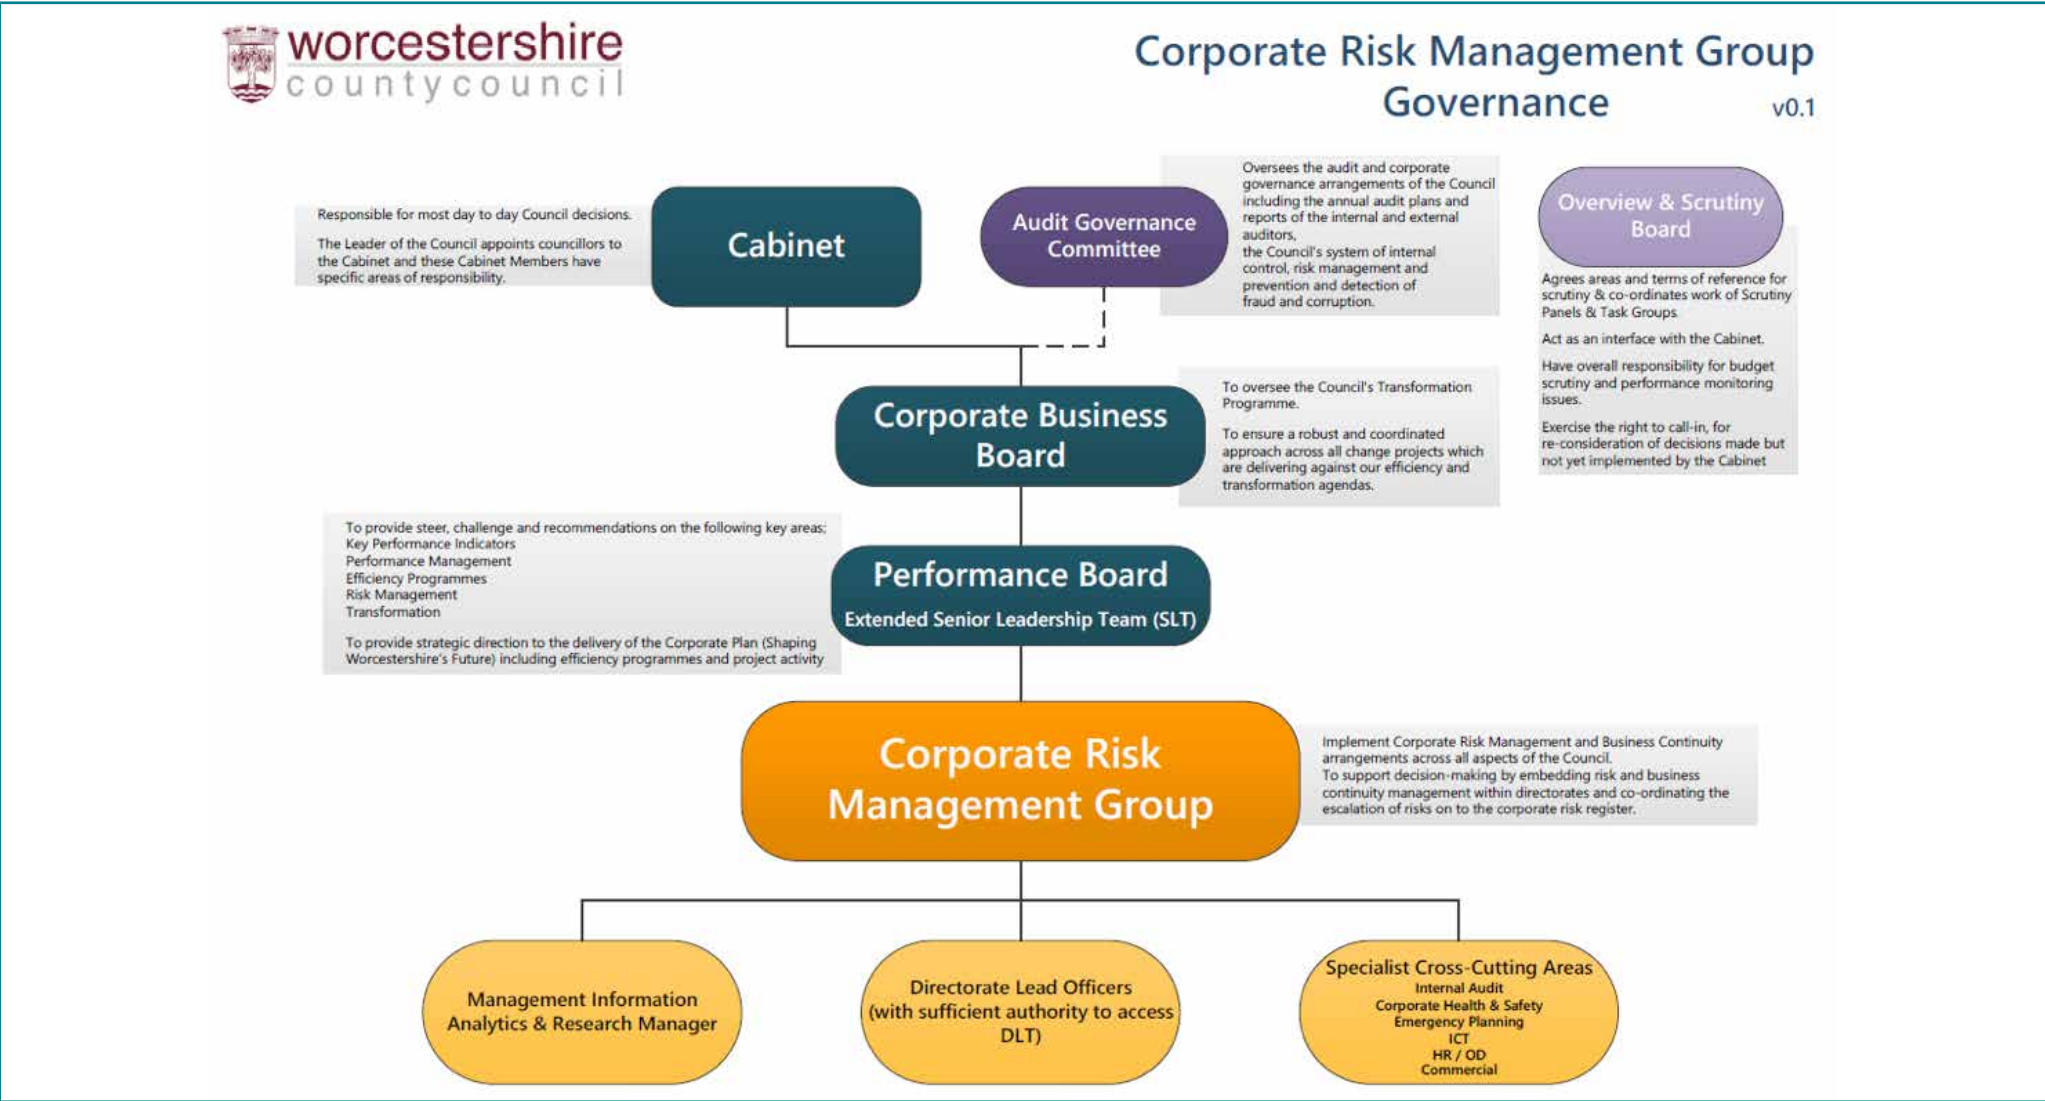 worcestershire
countycouncil
Corporate Risk Management Group
Governance
v0.1
Responsible for most day to day Council decisions.
The Leader of the Council appoints councillors to
the Cabinet and these Cabinet Members have
specific areas of responsibility.
Cabinet
Audit Governance
Committee
Oversees the audit and corporate
governance arrangements of the Council
including the annual audit plans and
reports of the internal and external
auditors,
the Council's system of internal
control, risk management and
prevention and detection of
fraud and corruption.
Overview & Scrutiny
Board
Agrees areas and terms of reference for
scrutiny & co-ordinates work of Scrutiny
Panels & Task Groups
Act as an interface with the Cabinet.
Have overall responsibility for budget
scrutiny and performance monitoring
issues.
Exercise the right to call-in, for
re-consideration of decisions made but
not yet implemented by the Cabinet
Corporate Business
Board
To oversee the Council's Transformation
Programme.
To ensure a robust and coordinated
approach across all change projects which
are delivering against our efficiency and
transformation agendas.
To provide steer, challenge and recommendations on the following key areas;
Key Performance Indicators
Performance Management
Efficiency Programmes
Risk Management
Transformation
To provide strategic direction to the delivery of the Corporate Plan (Shaping
Worcestershire's Future) including efficiency programmes and project activity
Performance Board
Extended Senior Leadership Team (SLT)
Corporate Risk
Management Group
Implement Corporate Risk Management and Business Continuity
arrangements across all aspects of the Council.
To support decision-making by embedding risk and business
continuity management within directorates and co-ordinating the
escalation of risks on to the corporate risk register.
Management Information
Analytics & Research Manager
Directorate Lead Officers
(with sufficient authority to access
DLT)
Specialist Cross-Cutting Areas
Internal Audit
Corporate Health & Safety
Emergency Planning
ICT
HR / OD
Commercial